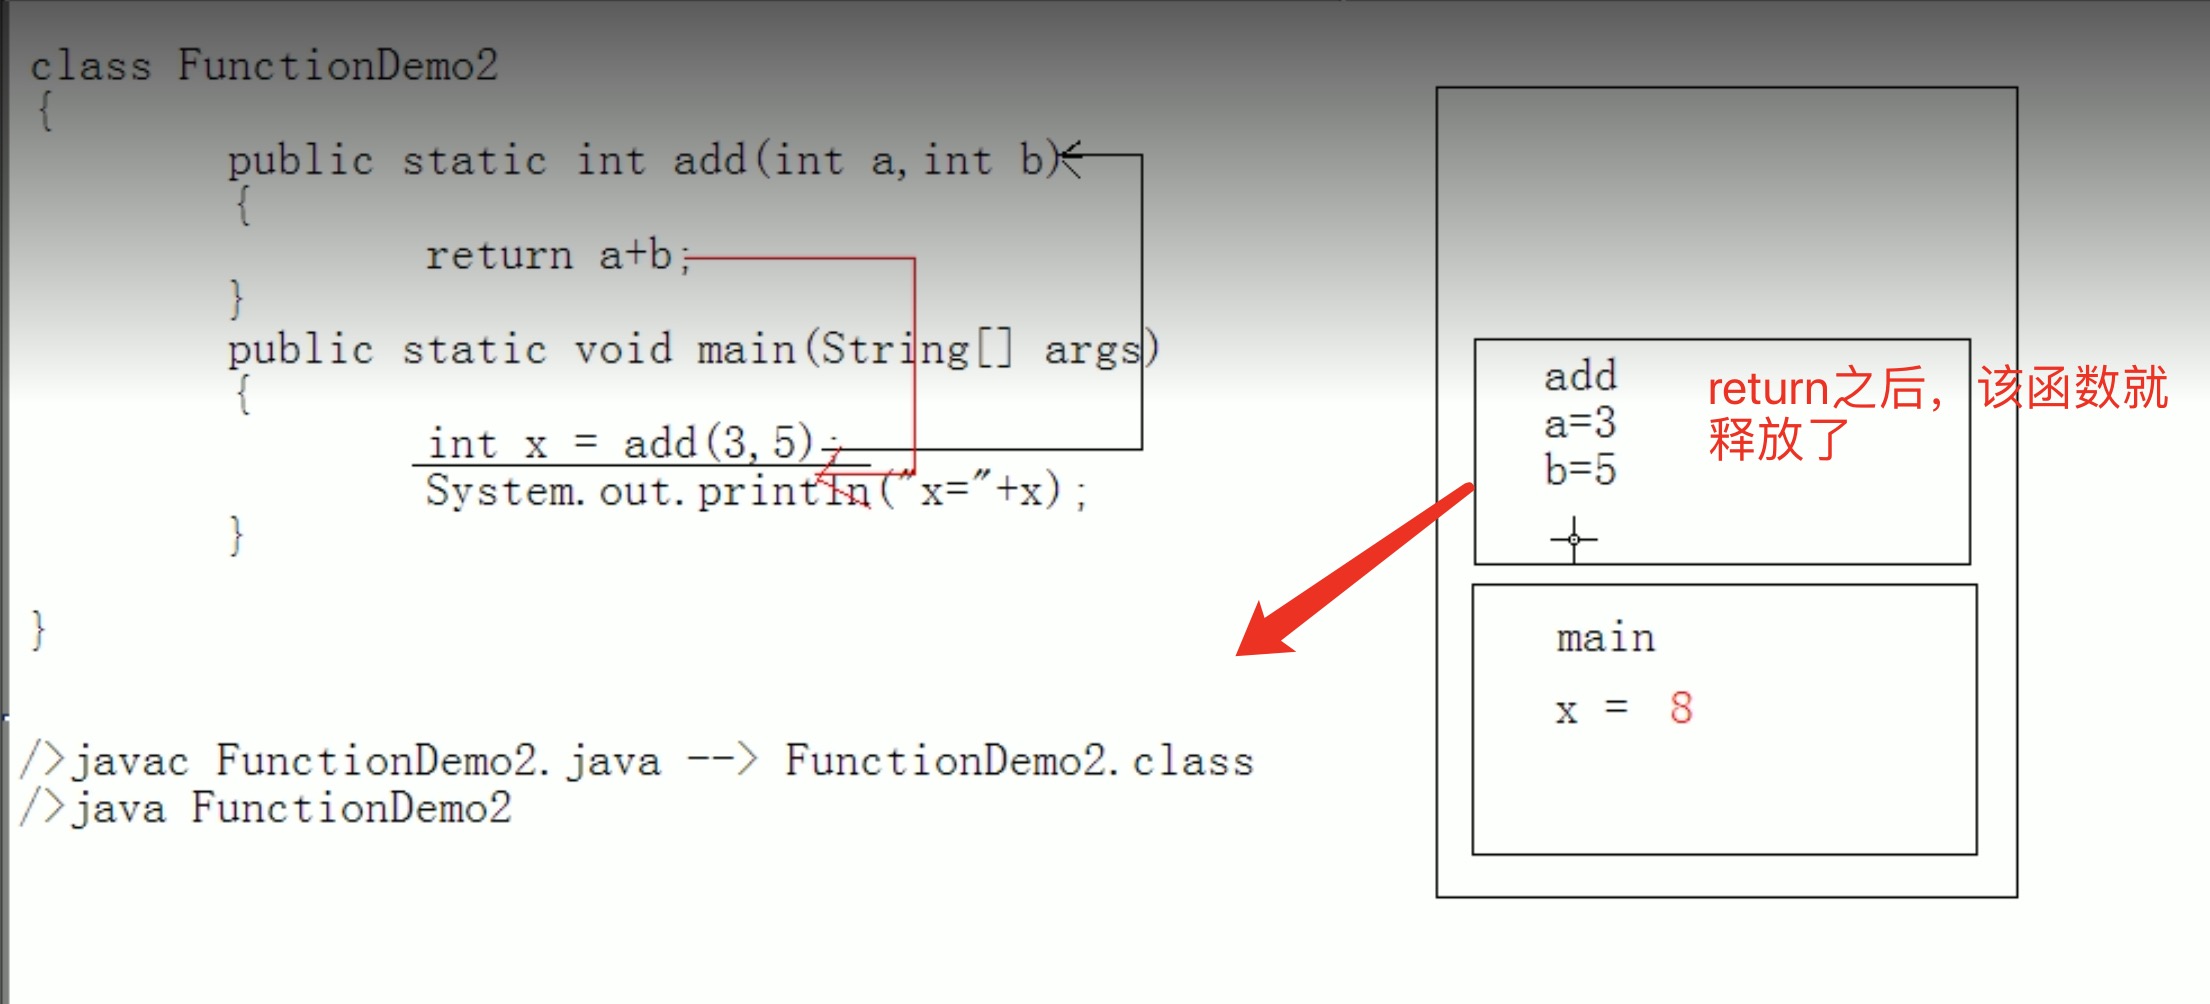 class FunctionDemo2
{
public static int add(int a,int b)
{
return a+b;
}
public static void main(String[] args)
{
int x = add(3,5);
System.out.println("x="+x);
}
}
/>javac FunctionDemo2.java --> FunctionDemo2.class
/>java FunctionDemo2
add
a=3
b=5
return之后，该函数就
释放了
main
x = 8